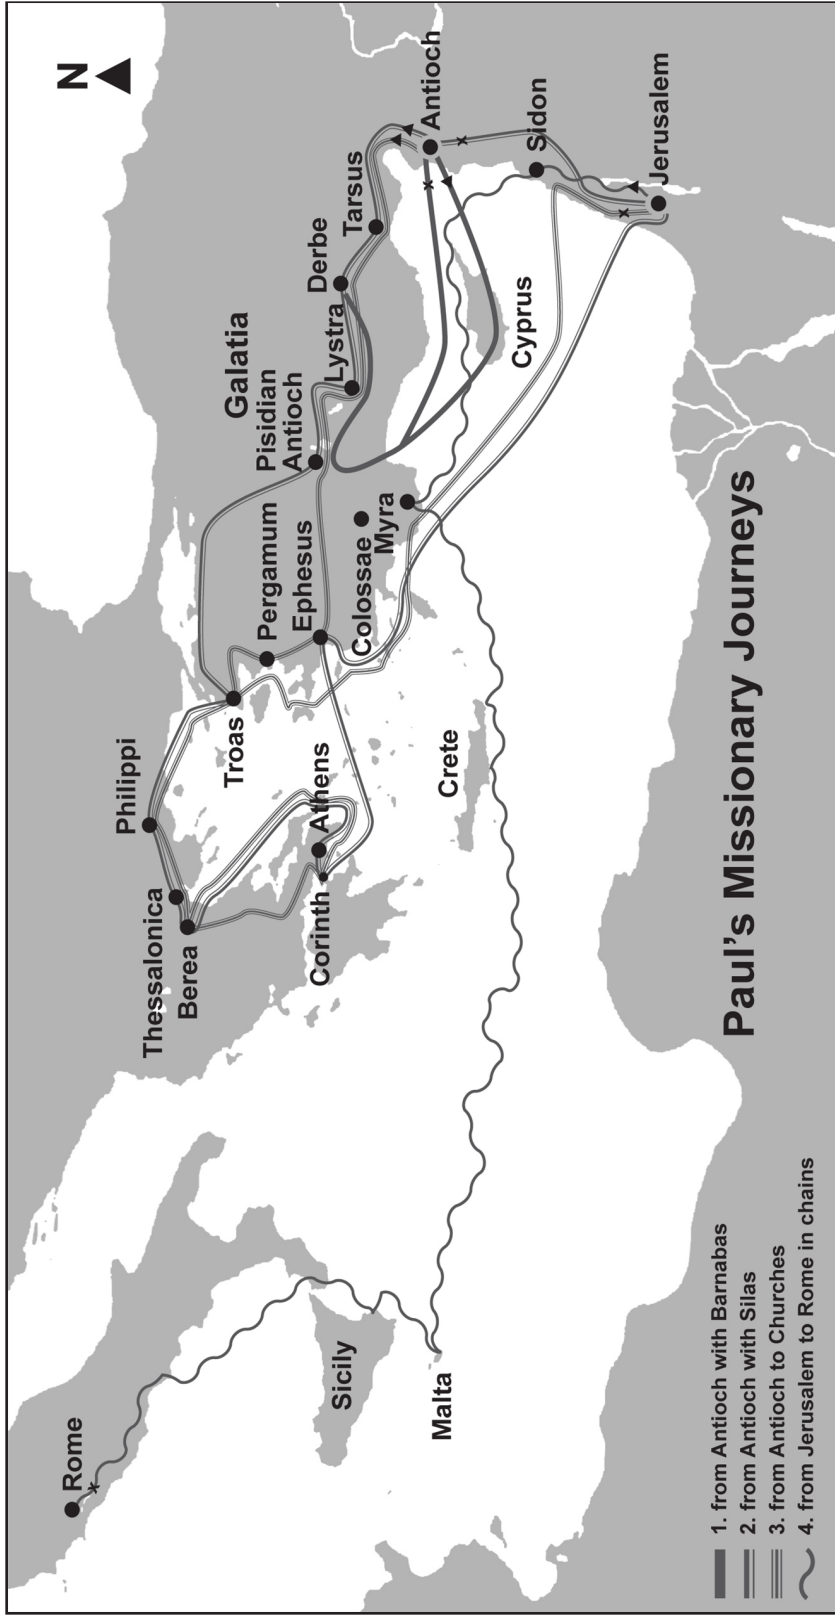 N
Rome
Sicily
Malta
Thessalonica
Berea
Philippi
Corinth
Athens
Troas
Crete
Pergamum
Ephesus
Colossae
Myra
Galatia
Pisidian
Antioch
Lystra
Derbe
Tarsus
Antioch
Cyprus
Sidon
Jerusalem
Paul's Missionary Journeys
1. from Antioch with Barnabas
2. from Antioch with Silas
3. from Antioch to Churches
4. from Jerusalem to Rome in chains